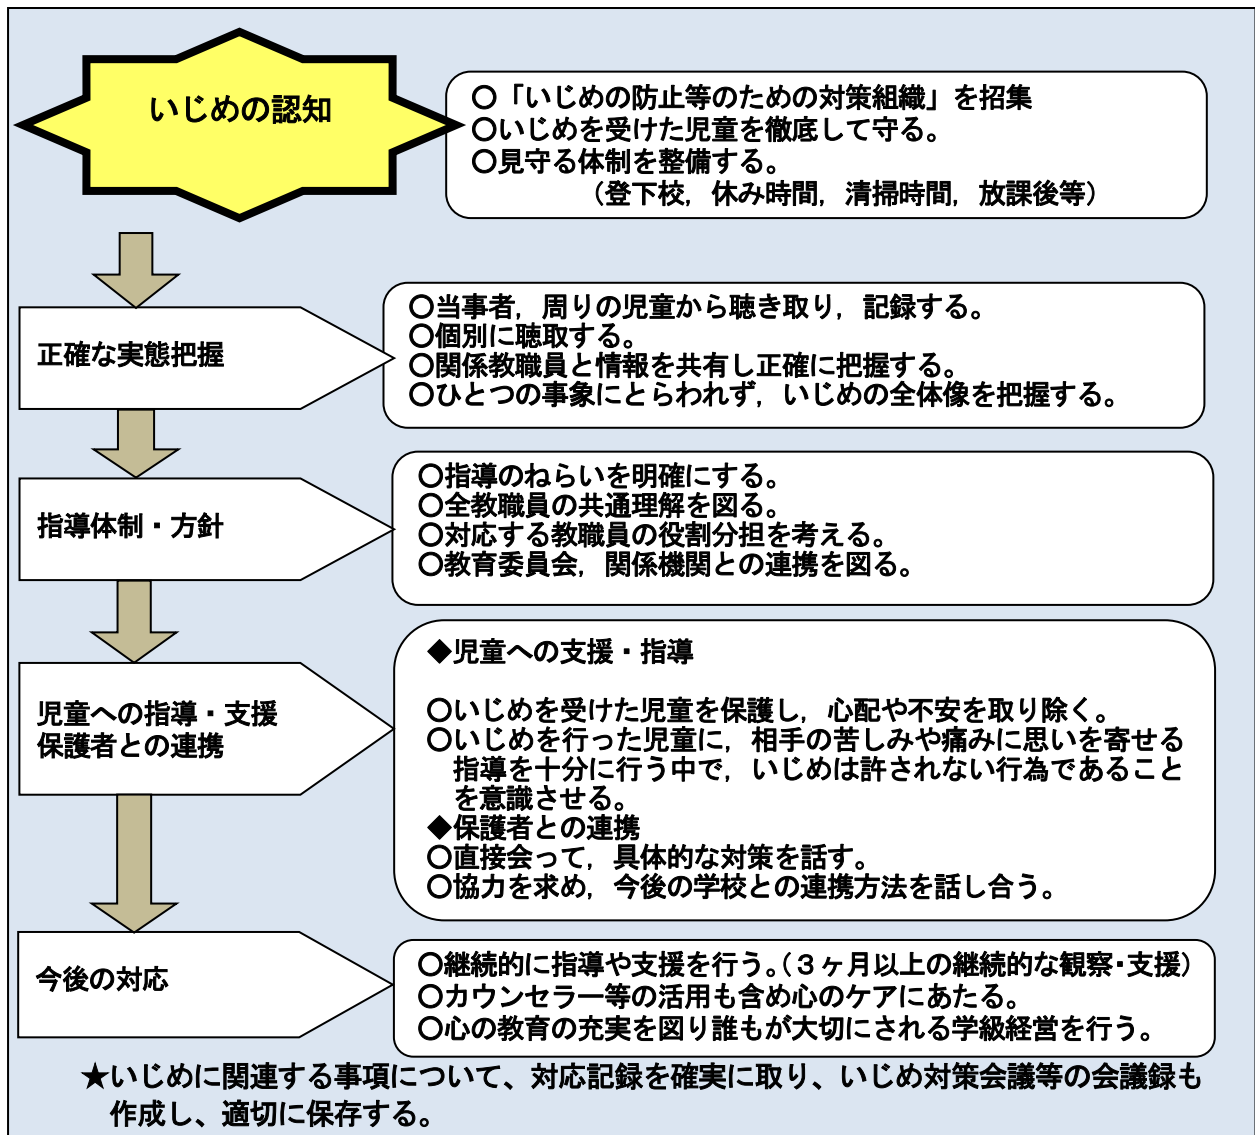 いじめの認知
○「いじめの防止等のための対策組織」を招集
○いじめを受けた児童を徹底して守る。
○見守る体制を整備する。
（登下校，休み時間，清掃時間，放課後等）
正確な実態把握
○当事者，周りの児童から聴き取り，記録する。
○個別に聴取する。
○関係教職員と情報を共有し正確に把握する。
○ひとつの事象にとらわれず，いじめの全体像を把握する。
指導体制・方針
○指導のねらいを明確にする。
○全教職員の共通理解を図る。
○対応する教職員の役割分担を考える。
○教育委員会，関係機関との連携を図る。
児童への指導・支援
保護者との連携
◆児童への支援・指導
○いじめを受けた児童を保護し，心配や不安を取り除く。
○いじめを行った児童に，相手の苦しみや痛みに思いを寄せる
指導を十分に行う中で，いじめは許されない行為であること
を意識させる。
◆保護者との連携
○直接会って，具体的な対策を話す。
○協力を求め，今後の学校との連携方法を話し合う。
今後の対応
○継続的に指導や支援を行う。（３ヶ月以上の継続的な観察・支援）
○カウンセラー等の活用も含め心のケアにあたる。
○心の教育の充実を図り誰もが大切にされる学級経営を行う。
★いじめに関連する事項について、対応記録を確実に取り、いじめ対策会議等の会議録も
作成し、適切に保存する。